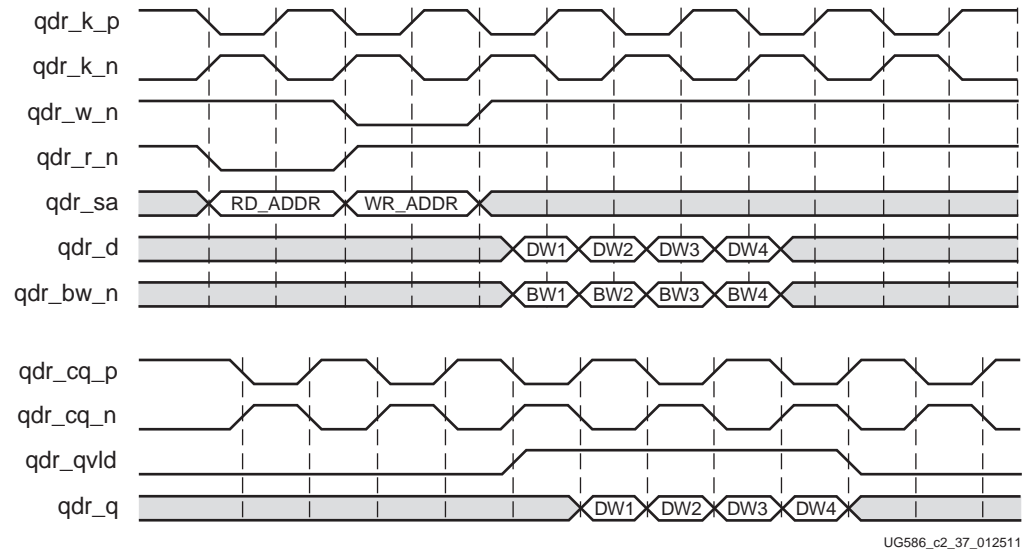 qdr_k_p
qdr_k_n
qdr_w_n
qdr_r_n
qdr_sa RD_ADDR WR_ADDR
qdr_d DW1 DW2 DW3 DW4
qdr_bw_n BW1 BW2 BW3 BW4
qdr_cq_p
qdr_cq_n
qdr_qvld
qdr_q DW1 DW2 DW3 DW4
UG586_c2_37_012511